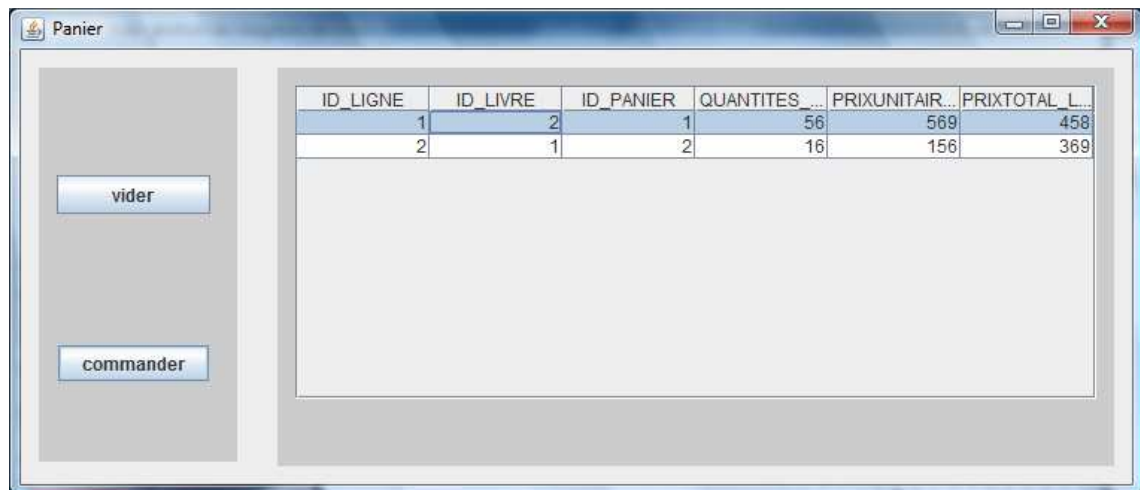 Panier
ID_LIGNE ID_LIVRE ID_PANIER QUANTITES_... PRIXUNITAIR... PRIXTOTAL_L...
1 2 1 56 569 458
2 1 2 16 156 369
vider
commander